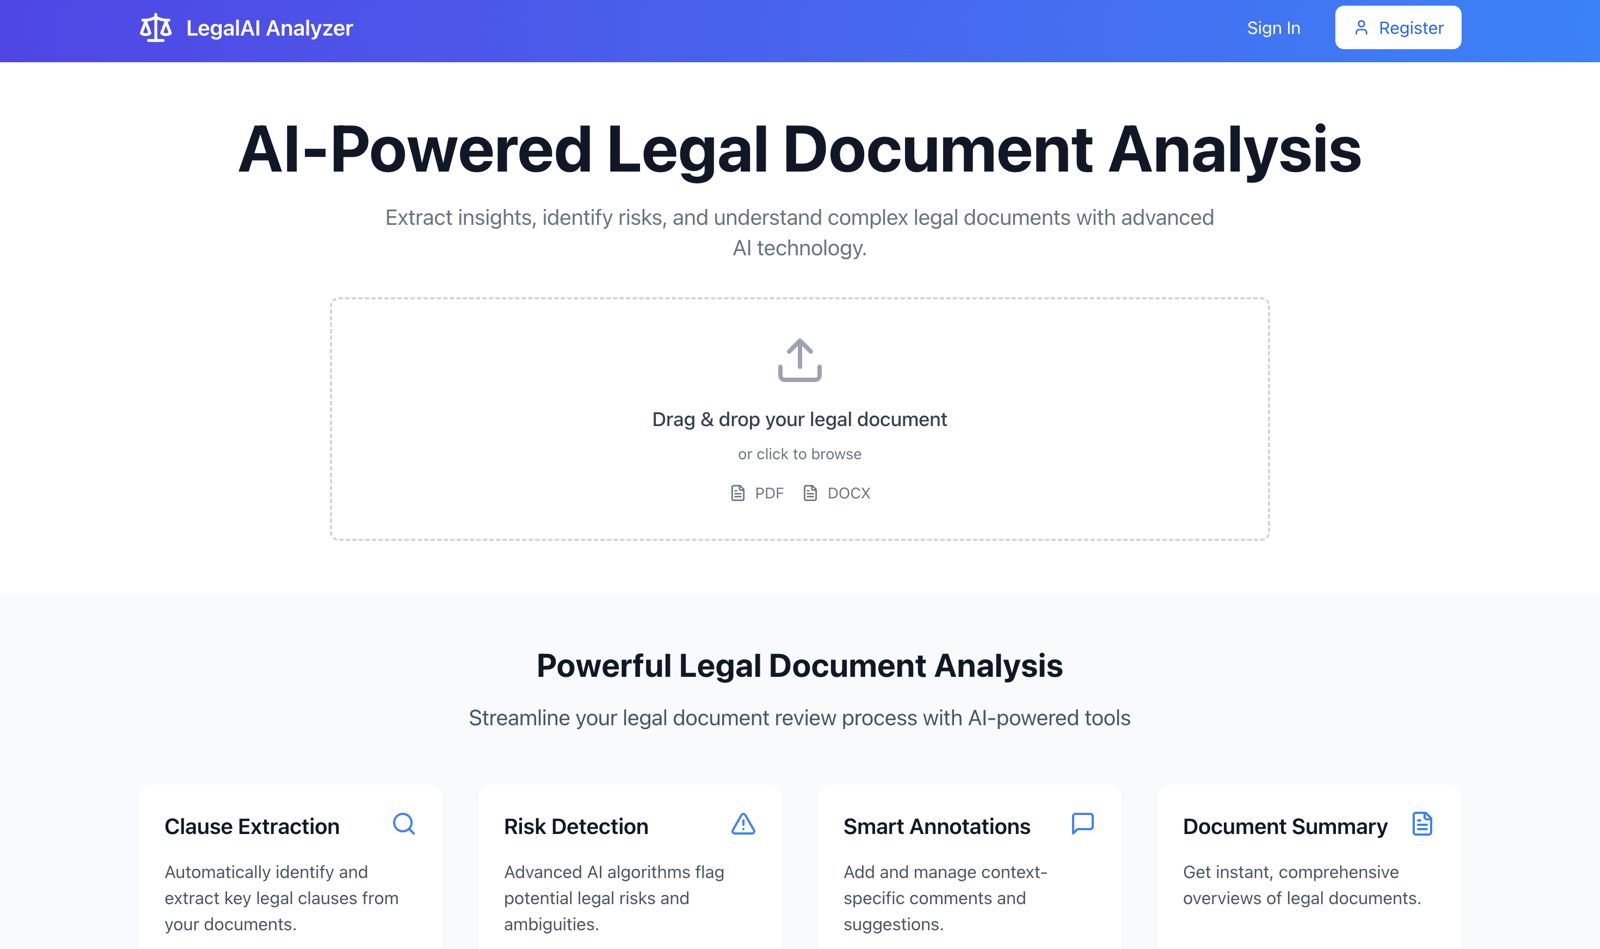 LegalAI Analyzer
Sign In
Register
AI-Powered Legal Document Analysis
Extract insights, identify risks, and understand complex legal documents with advanced
AI technology.
Drag & drop your legal document
or click to browse
PDF
DOCX
Powerful Legal Document Analysis
Streamline your legal document review process with AI-powered tools
Clause Extraction
Automatically identify and
extract key legal clauses from
your documents.
Risk Detection
Advanced AI algorithms flag
potential legal risks and
ambiguities.
Smart Annotations
Add and manage context-
specific comments and
suggestions.
Document Summary
Get instant, comprehensive
overviews of legal documents.